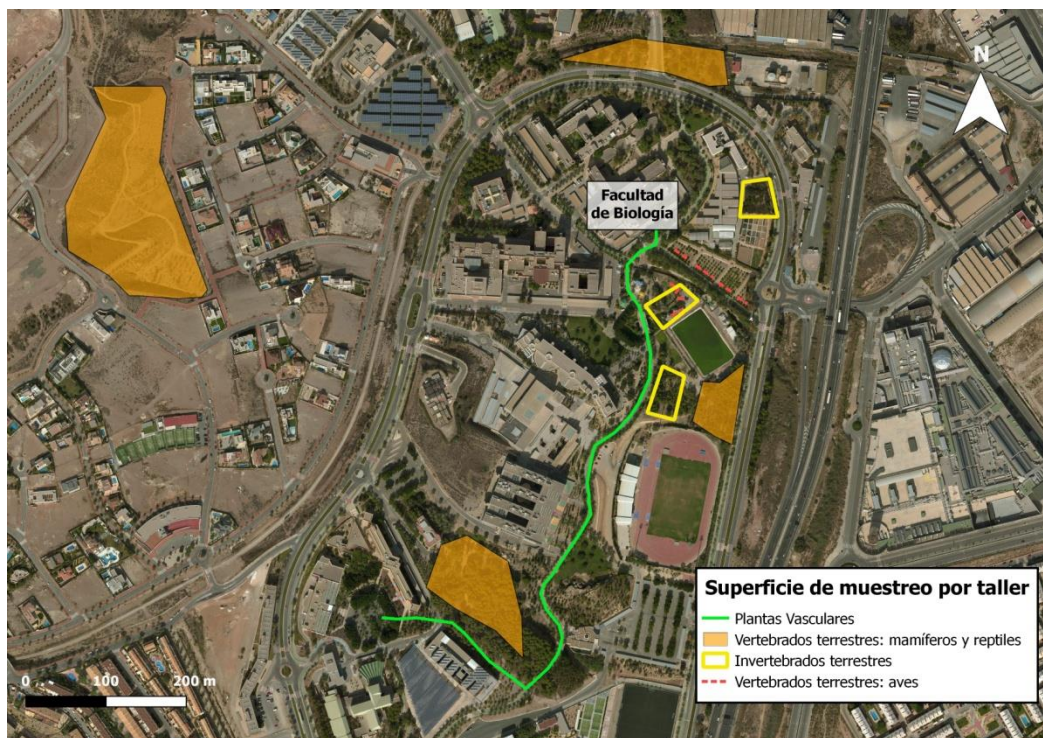 N
Facultad
de Biología
Superficie de muestreo por taller
Plantas Vasculares
Vertebrados terrestres: mamíferos y reptiles
Invertebrados terrestres
Vertebrados terrestres: aves
0 100 200 m